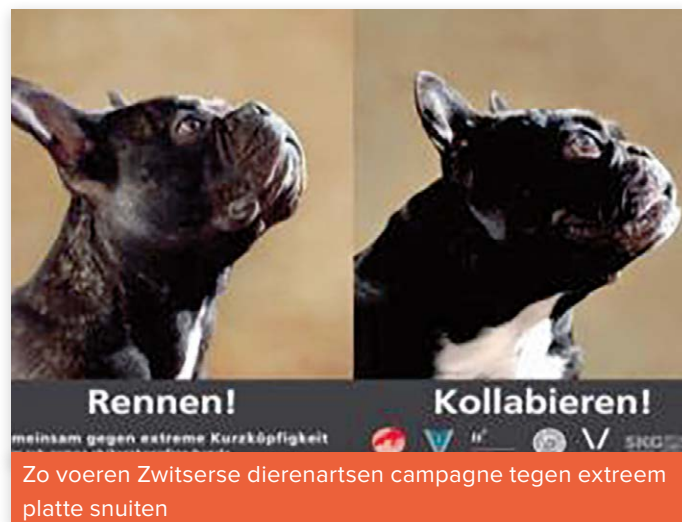 Rennen!
Kollabieren!
meinsam gegen extreme Kurzköpfigkeit
SKG
Zo voeren Zwitserse dierenartsen campagne tegen extreem
platte snuiten